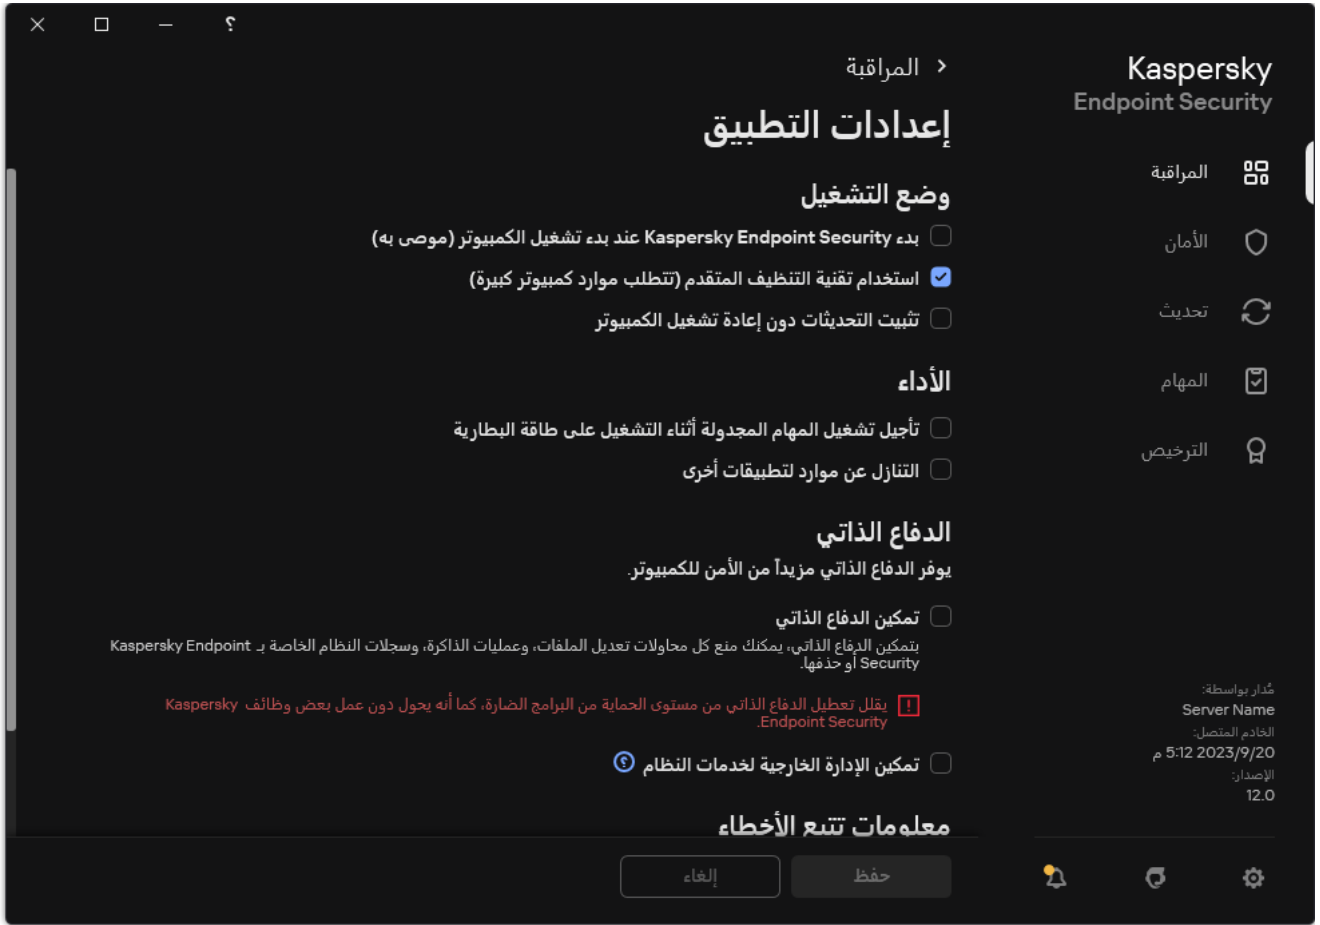 Kaspersky
Endpoint Security
المراقبة
الأمان
تحديث
المهام
الترخيص
مُدار بواسطة:
Server Name
الخادم المتصل:
2023/9/20 5:12 م
الإصدار:
12.0
المراقبة
إعدادات التطبيق
وضع التشغيل
بدء Kaspersky Endpoint Security عند بدء تشغيل الكمبيوتر (موصى به)
استخدام تقنية التنظيف المتقدم (تتطلب موارد كمبيوتر كبيرة)
تثبيت التحديثات دون إعادة تشغيل الكمبيوتر
الأداء
تأجيل تشغيل المهام المجدولة أثناء التشغيل على طاقة البطارية
التنازل عن موارد لتطبيقات أخرى
الدفاع الذاتي
يوفر الدفاع الذاتي مزيداً من الأمن للكمبيوتر.
تمكين الدفاع الذاتي
بتمكين الدفاع الذاتي، يمكنك منع كل محاولات تعديل الملفات، وعمليات الذاكرة، وسجلات النظام الخاصة بـ Kaspersky Endpoint
Security أو حذفها.
يقلل تعطيل الدفاع الذاتي من مستوى الحماية من البرامج الضارة، كما أنه يحول دون عمل بعض وظائف Kaspersky
Endpoint Security.
تمكين الإدارة الخارجية لخدمات النظام
معلومات تتبع الأخطاء
حفظ
إلغاء